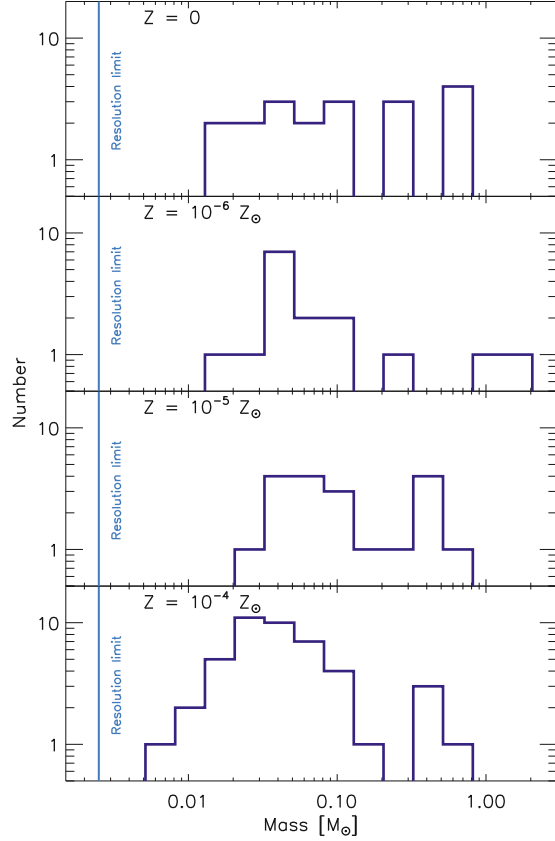 Z = 0
10
1
Resolution limit
Z = 10⁻⁶ Z⊙
10
1
Resolution limit
Number
Z = 10⁻⁵ Z⊙
10
1
Resolution limit
Z = 10⁻⁴ Z⊙
10
1
Resolution limit
0.01 0.10 1.00
Mass [M⊙]